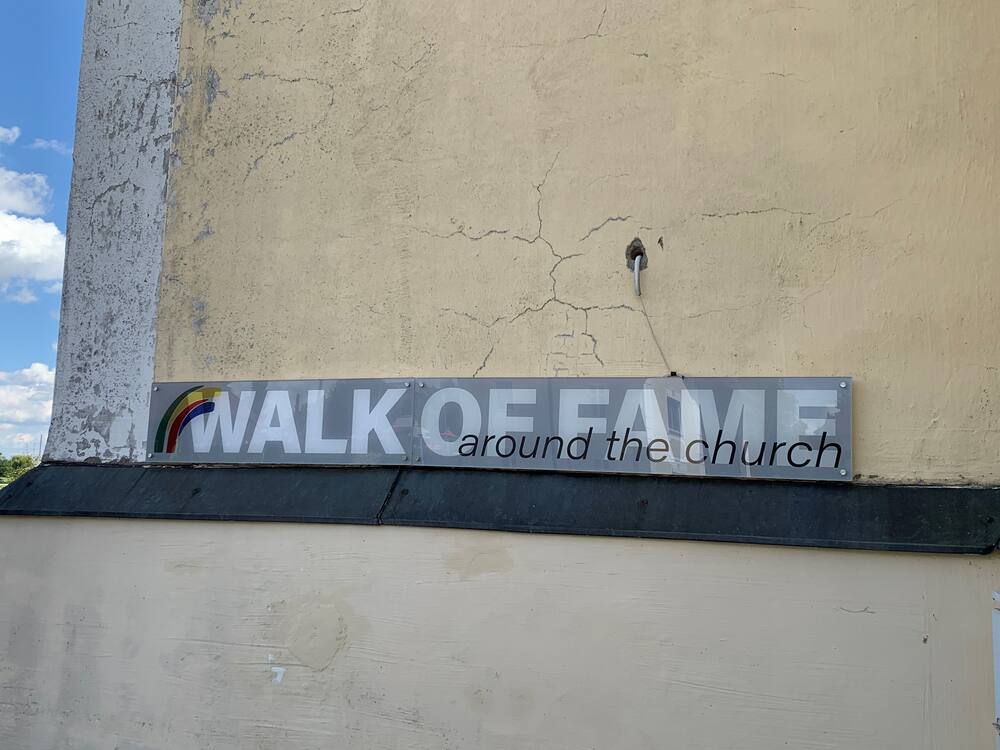 WALK OF FAME
around the church